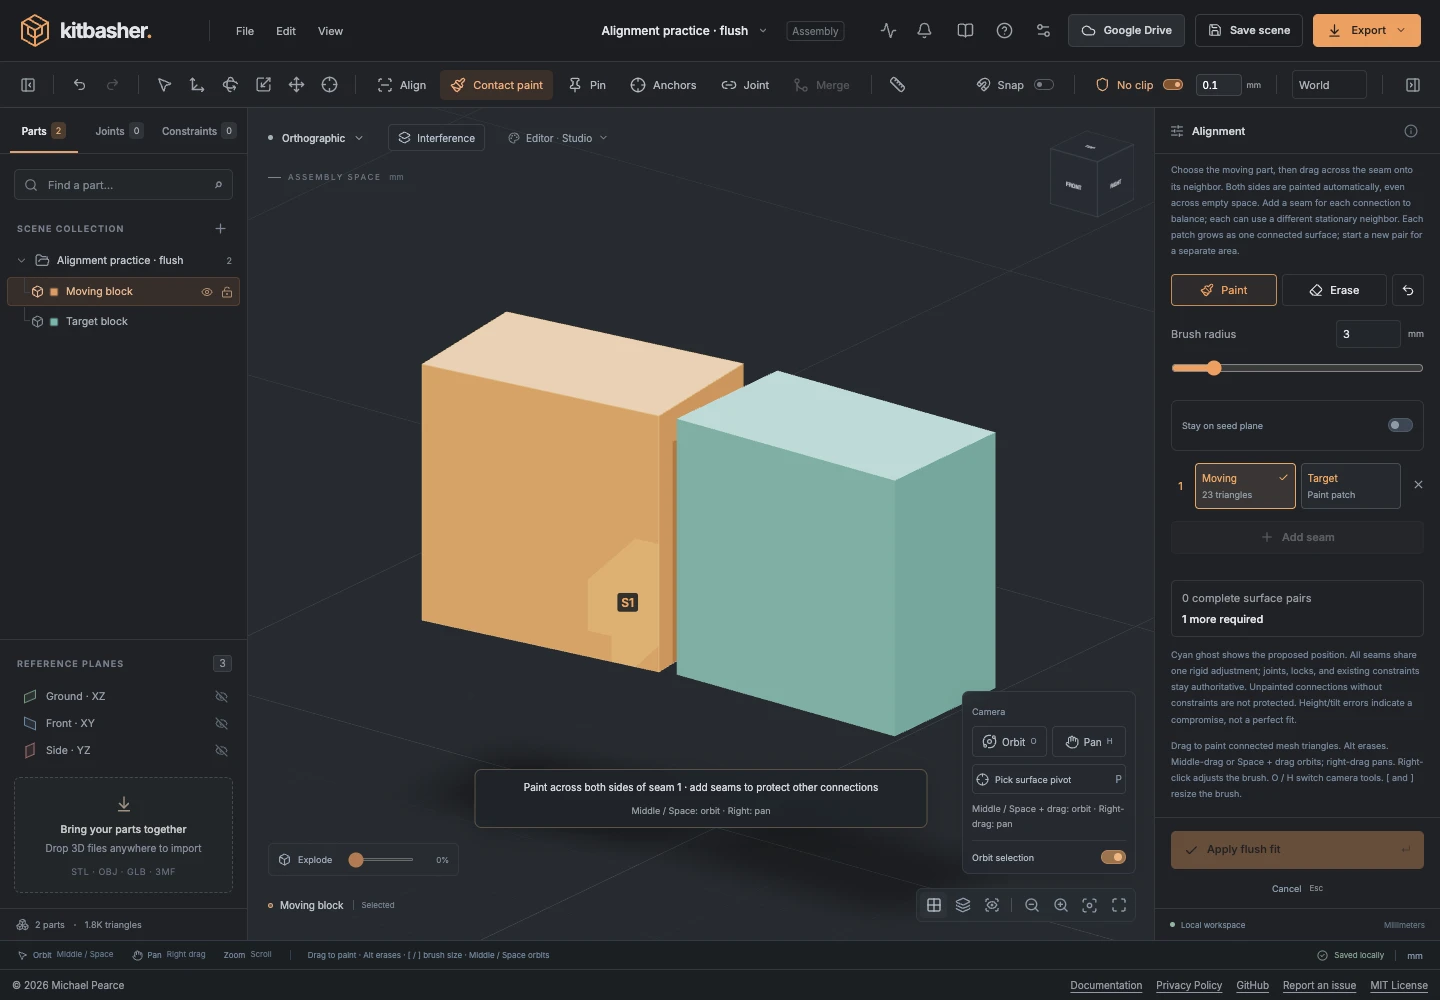 kitbasher.
File
Edit
View
Alignment practice · flush
Assembly
Google Drive
Save scene
Export
Align
Contact paint
Pin
Anchors
Joint
Merge
Snap
No clip
0.1
mm
World
Parts 2
Joints 0
Constraints 0
Find a part...
SCENE COLLECTION
Alignment practice · flush 2
Moving block
Target block
REFERENCE PLANES 3
Ground · XZ
Front · XY
Side · YZ
Bring your parts together
Drop 3D files anywhere to import
STL · OBJ · GLB · 3MF
2 parts · 1.8K triangles
Orthographic
Interference
Editor · Studio
ASSEMBLY SPACE mm
FRONT
RIGHT
S1
Paint across both sides of seam 1 · add seams to protect other connections
Middle / Space: orbit · Right: pan
Explode 0%
Moving block Selected
Camera
Orbit O
Pan H
Pick surface pivot P
Middle / Space + drag: orbit · Right-
drag: pan
Orbit selection
Alignment
Choose the moving part, then drag across the seam onto
its neighbor. Both sides are painted automatically, even
across empty space. Add a seam for each connection to
balance; each can use a different stationary neighbor. Each
patch grows as one connected surface; start a new pair for
a separate area.
Paint
Erase
Brush radius 3 mm
Stay on seed plane
1
Moving
23 triangles
Target
Paint patch
Add seam
0 complete surface pairs
1 more required
Cyan ghost shows the proposed position. All seams share
one rigid adjustment; joints, locks, and existing constraints
stay authoritative. Unpainted connections without
constraints are not protected. Height/tilt errors indicate a
compromise, not a perfect fit.
Drag to paint connected mesh triangles. Alt erases.
Middle-drag or Space + drag orbits; right-drag pans. Right-
click adjusts the brush. O / H switch camera tools. [ and ]
resize the brush.
Apply flush fit
Cancel Esc
Local workspace Millimeters
Orbit Middle / Space
Pan Right drag
Zoom Scroll
Drag to paint · Alt erases · [ / ] brush size · Middle / Space orbits
Saved locally
mm
© 2026 Michael Pearce
Documentation
Privacy Policy
GitHub
Report an issue
MIT License